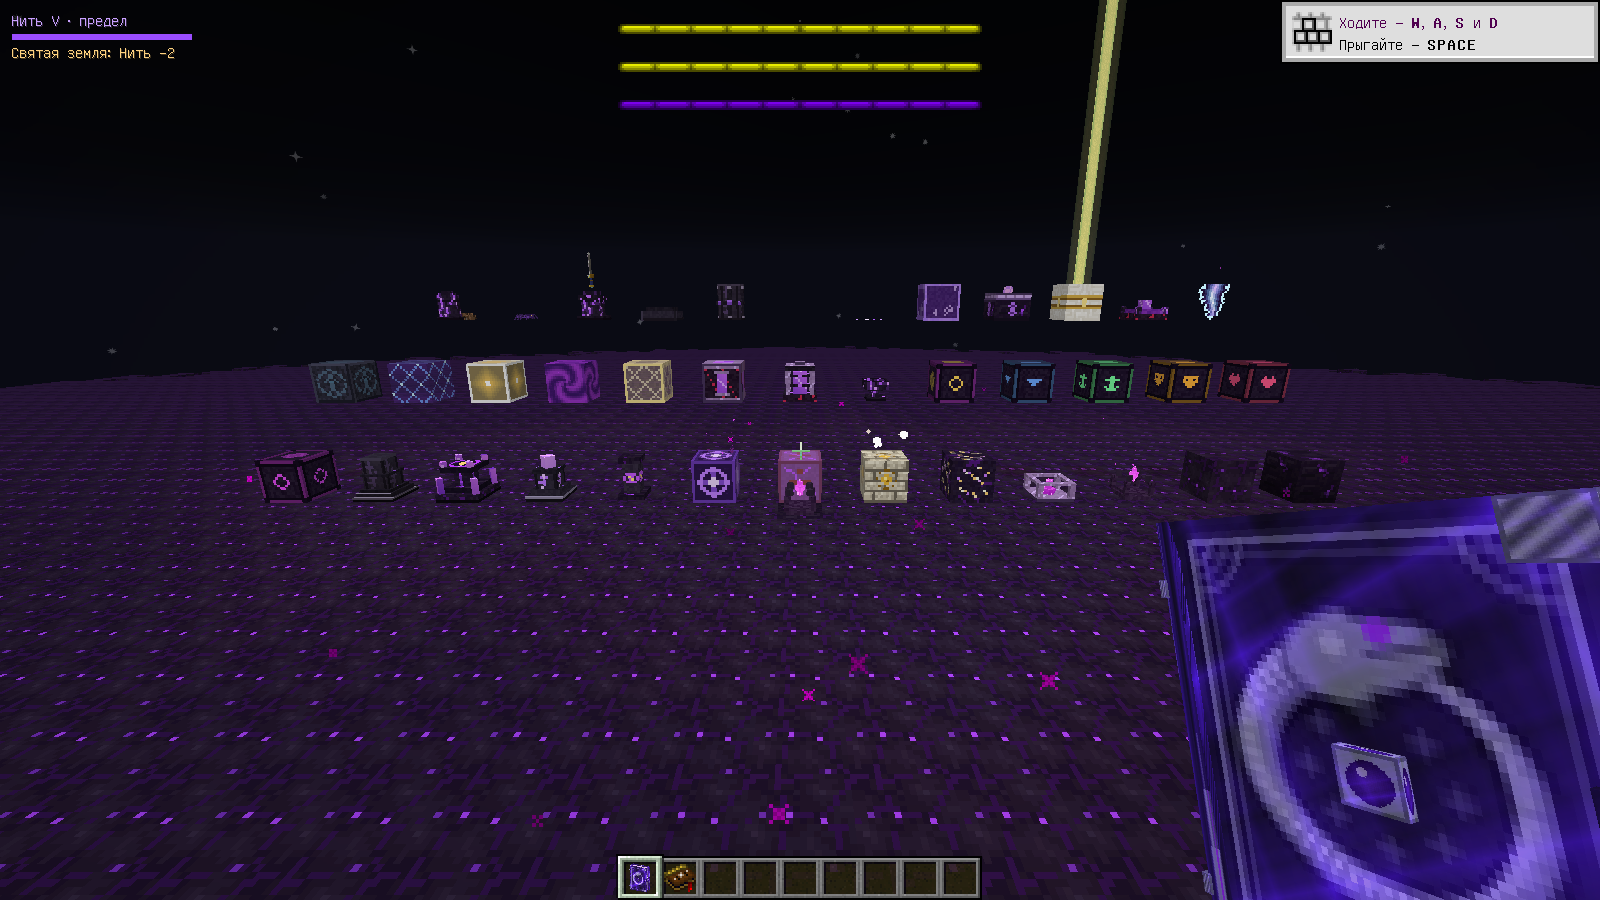 Нить V · предел
Святая земля: Нить -2
Ходите – W, A, S и D
Прыгайте – SPACE